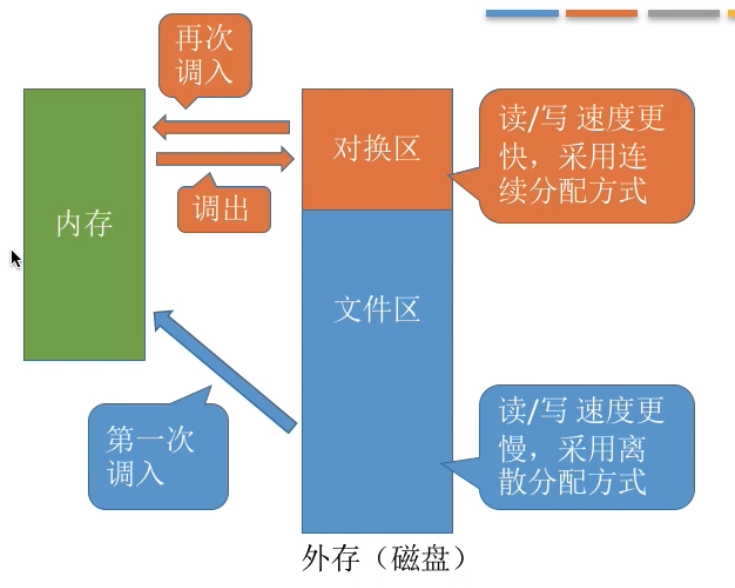 再次
调入
调出
内存
对换区
读/写 速度更
快，采用连
续分配方式
文件区
第一次
调入
读/写 速度更
慢，采用离
散分配方式
外存（磁盘）